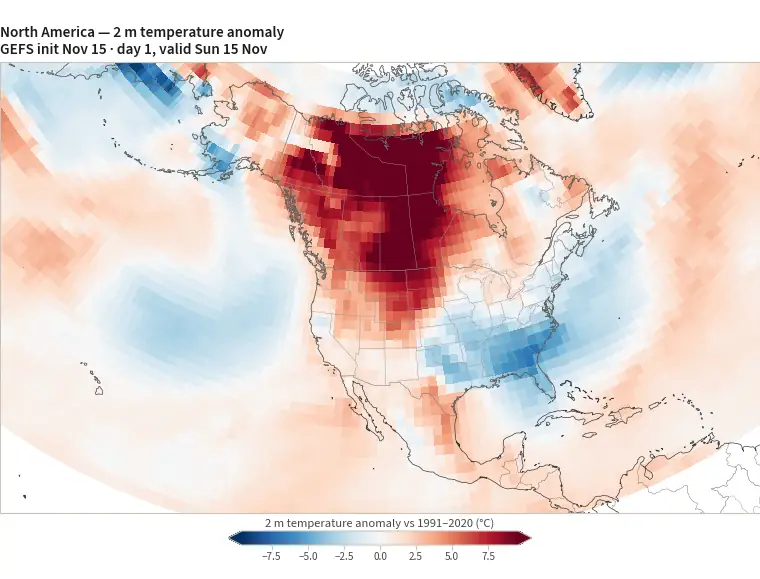 North America — 2 m temperature anomaly
GEFS init Nov 15 · day 1, valid Sun 15 Nov
2 m temperature anomaly vs 1991–2020 (°C)
−7.5 −5.0 −2.5 0.0 2.5 5.0 7.5